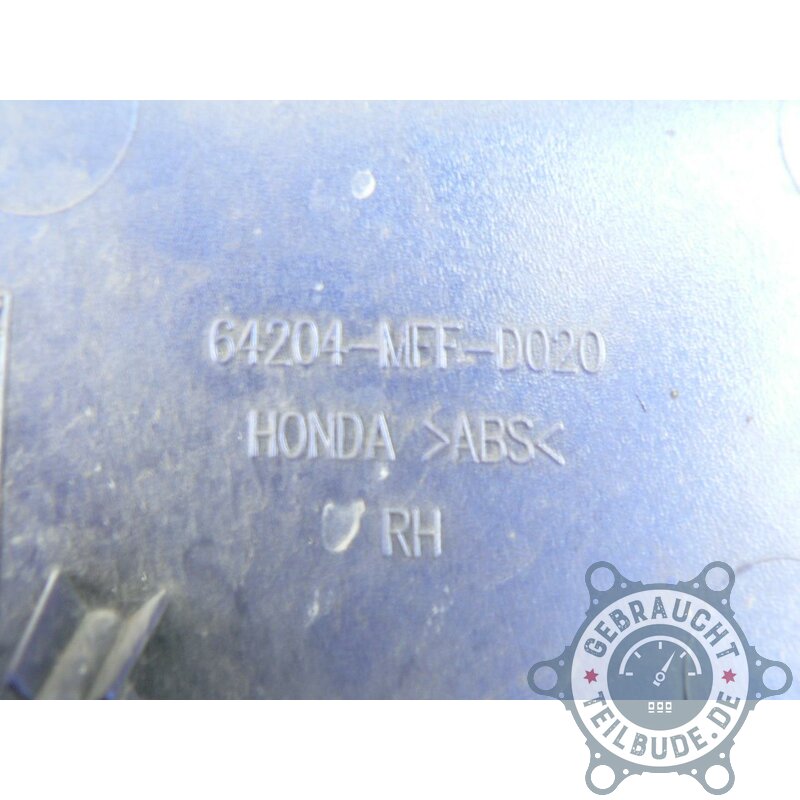 64204-MFF-D020
HONDA >ABS<
RH
GEBRAUCHT
TEILBUDE.DE